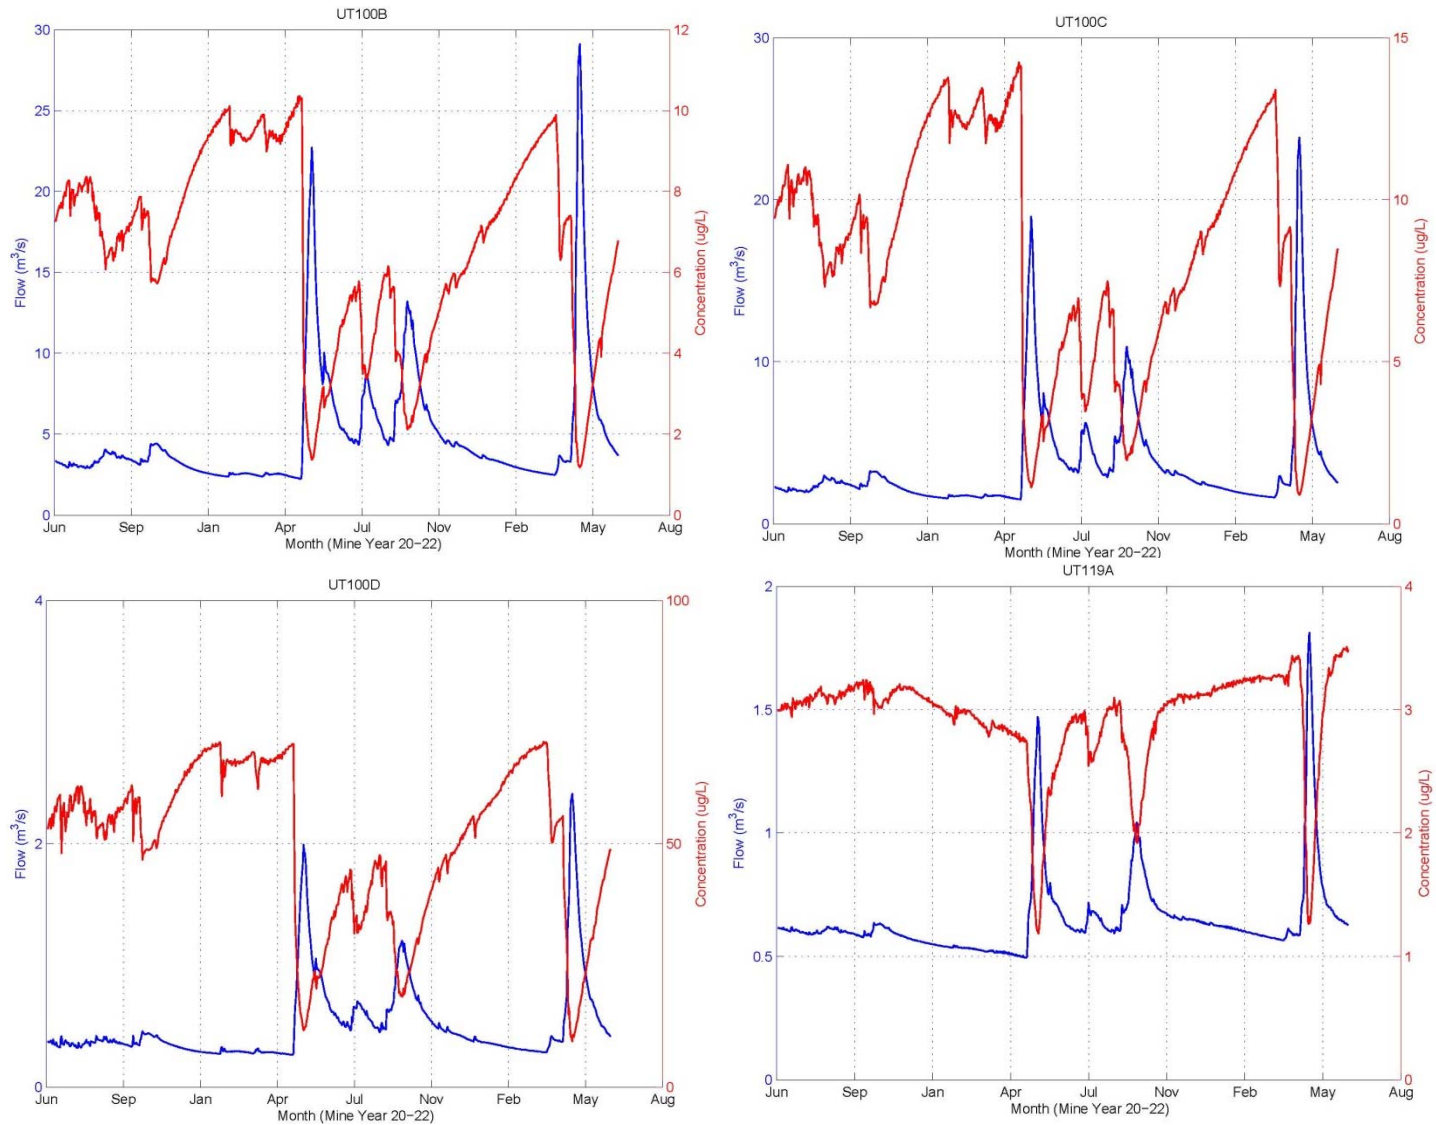 UT100B
30
25
20
15
10
5
0
Flow (m³/s)
12
10
8
6
4
2
0
Concentration (ug/L)
Jun Sep Jan Apr Jul Nov Feb May Aug
Month (Mine Year 20−22)
UT100C
30
20
10
0
Flow (m³/s)
15
10
5
0
Concentration (ug/L)
Jun Sep Jan Apr Jul Nov Feb May Aug
Month (Mine Year 20−22)
UT100D
4
2
0
Flow (m³/s)
100
50
0
Concentration (ug/L)
Jun Sep Jan Apr Jul Nov Feb May Aug
Month (Mine Year 20−22)
UT119A
2
1.5
1
0.5
0
Flow (m³/s)
4
3
2
1
0
Concentration (ug/L)
Jun Sep Jan Apr Jul Nov Feb May Aug
Month (Mine Year 20−22)